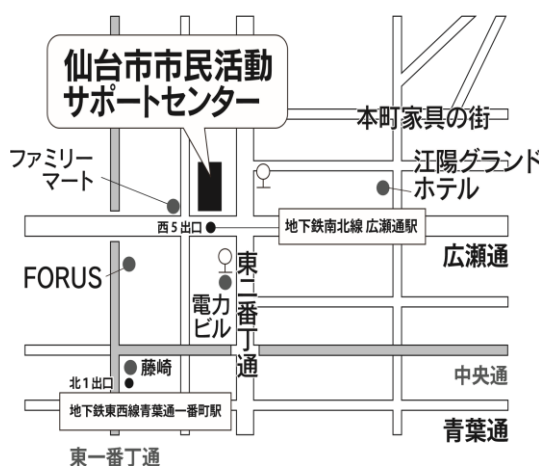 仙台市市民活動
サポートセンター
本町家具の街
ファミリー
マート
江陽グランド
ホテル
西5出口
地下鉄南北線 広瀬通駅
広瀬通
FORUS
電力
ビル
東二番丁通
藤崎
中央通
北1出口
地下鉄東西線青葉通一番町駅
青葉通
東一番丁通